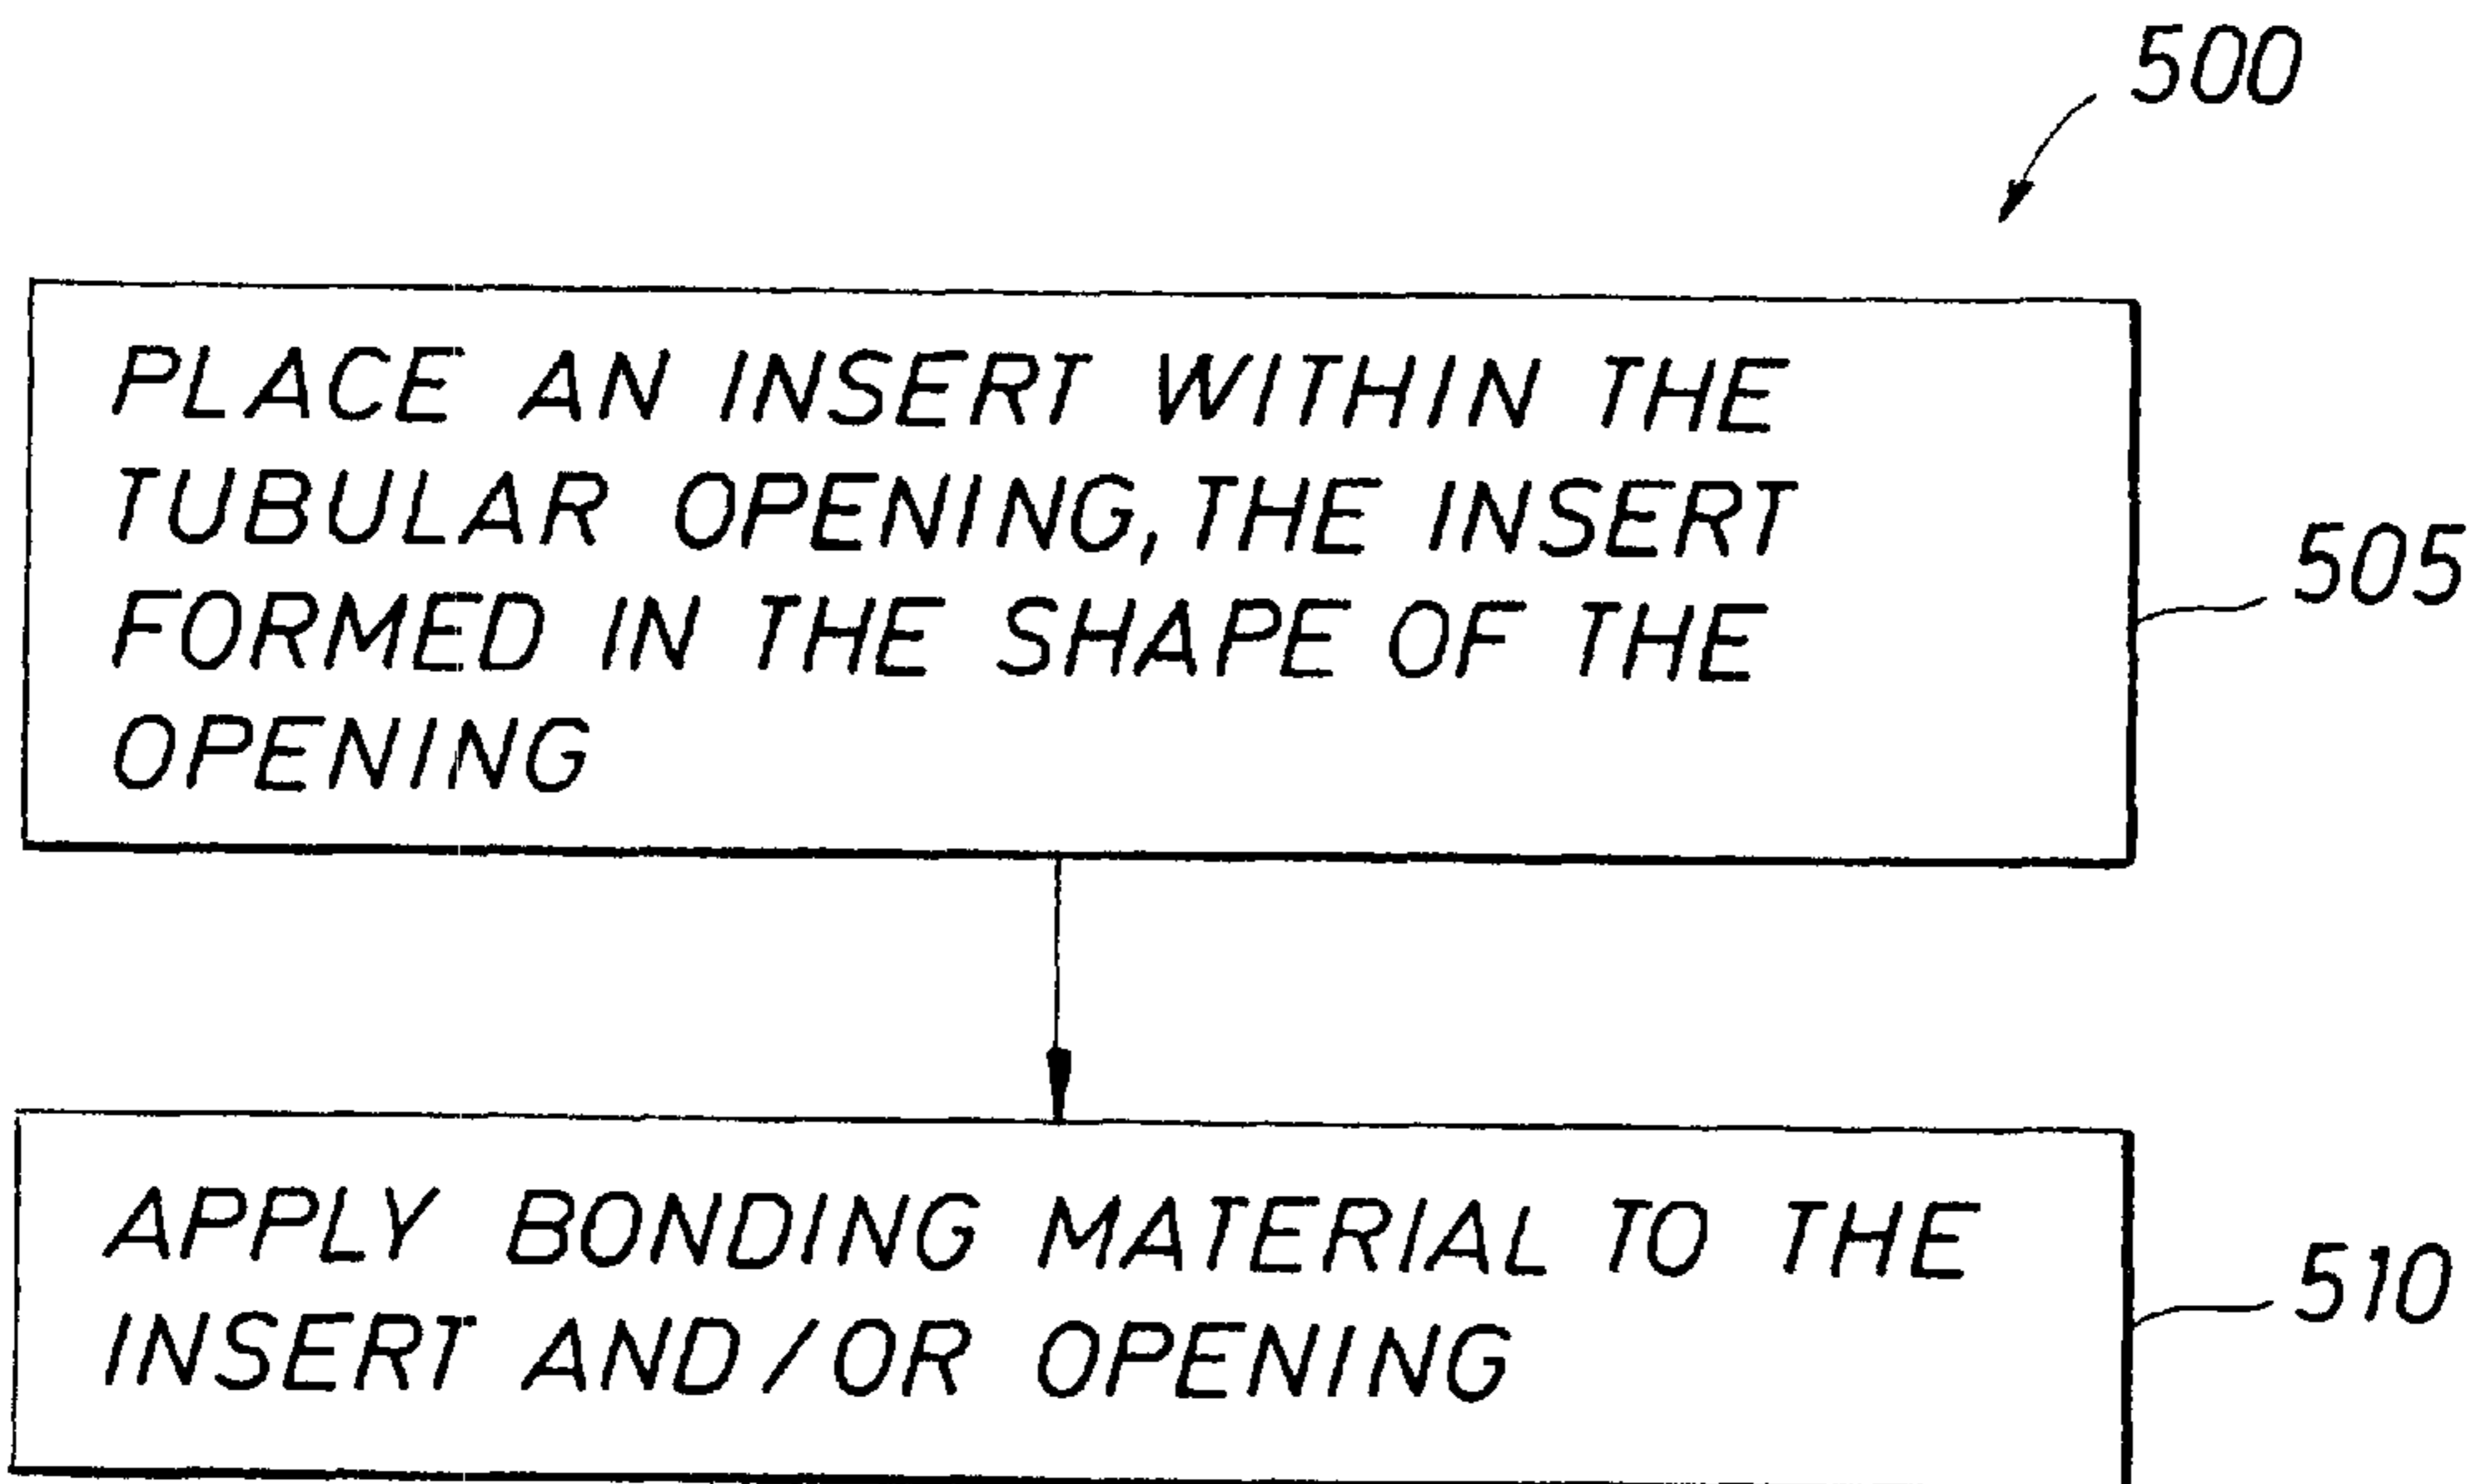 500
PLACE AN INSERT WITHIN THE
TUBULAR OPENING, THE INSERT
FORMED IN THE SHAPE OF THE
OPENING
505
APPLY BONDING MATERIAL TO THE
INSERT AND/OR OPENING
510